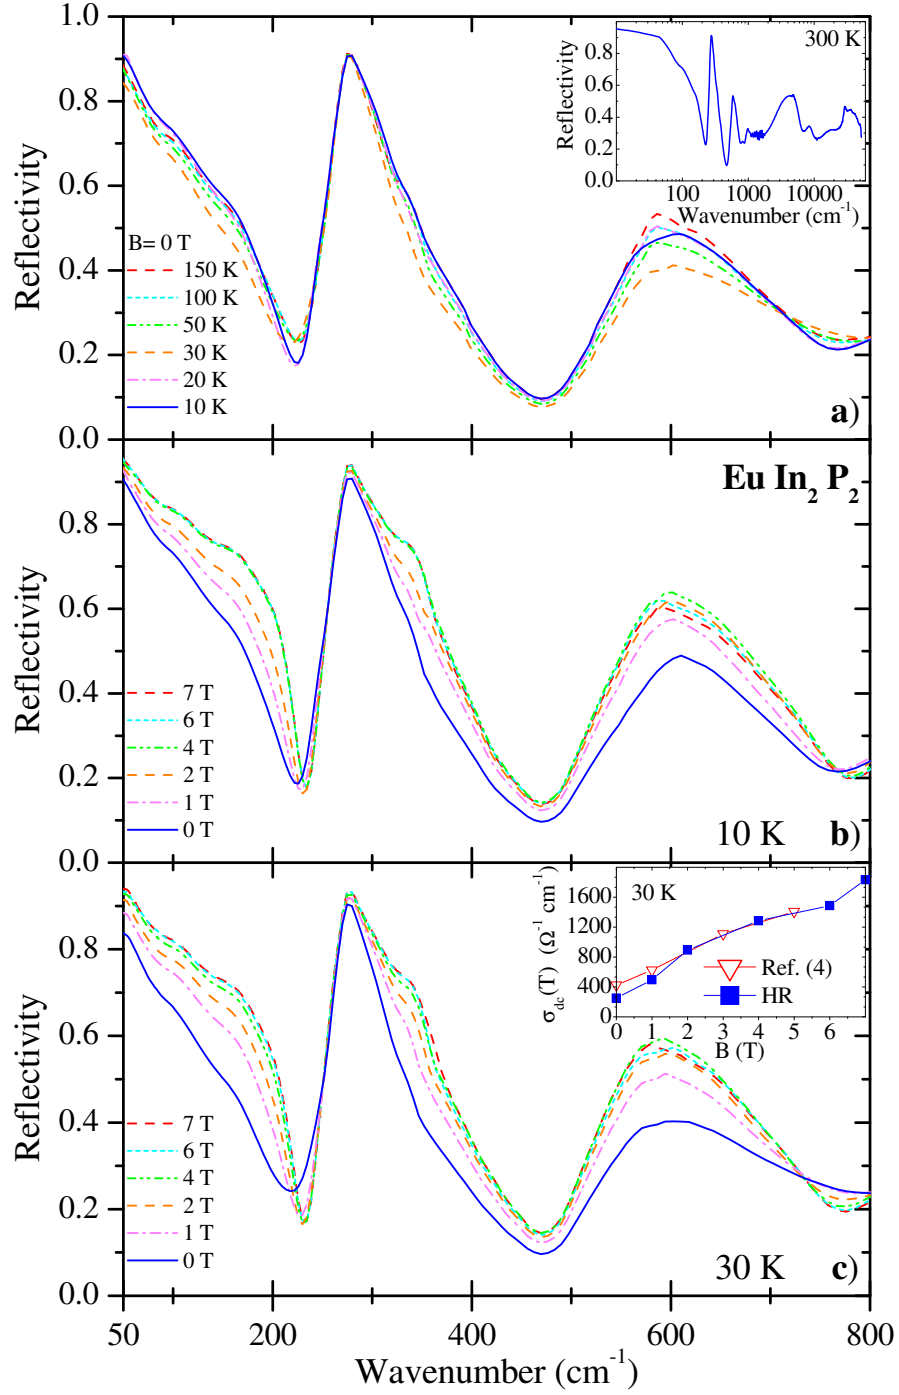 1.0
0.8
0.6
0.4
0.2
0.0
Reflectivity
B= 0 T
150 K
100 K
50 K
30 K
20 K
10 K
a)
300 K
Reflectivity
0.8
0.6
0.4
0.2
0.0
100 1000 10000
Wavenumber (cm⁻¹)
0.8
0.6
0.4
0.2
0.0
Reflectivity
Eu In₂ P₂
7 T
6 T
4 T
2 T
1 T
0 T
10 K b)
0.8
0.6
0.4
0.2
0.0
Reflectivity
7 T
6 T
4 T
2 T
1 T
0 T
30 K c)
30 K
σdc(T) (Ω⁻¹ cm⁻¹)
1600
1200
800
400
0
Ref. (4)
HR
0 1 2 3 4 5 6 7
B (T)
50 200 400 600 800
Wavenumber (cm⁻¹)